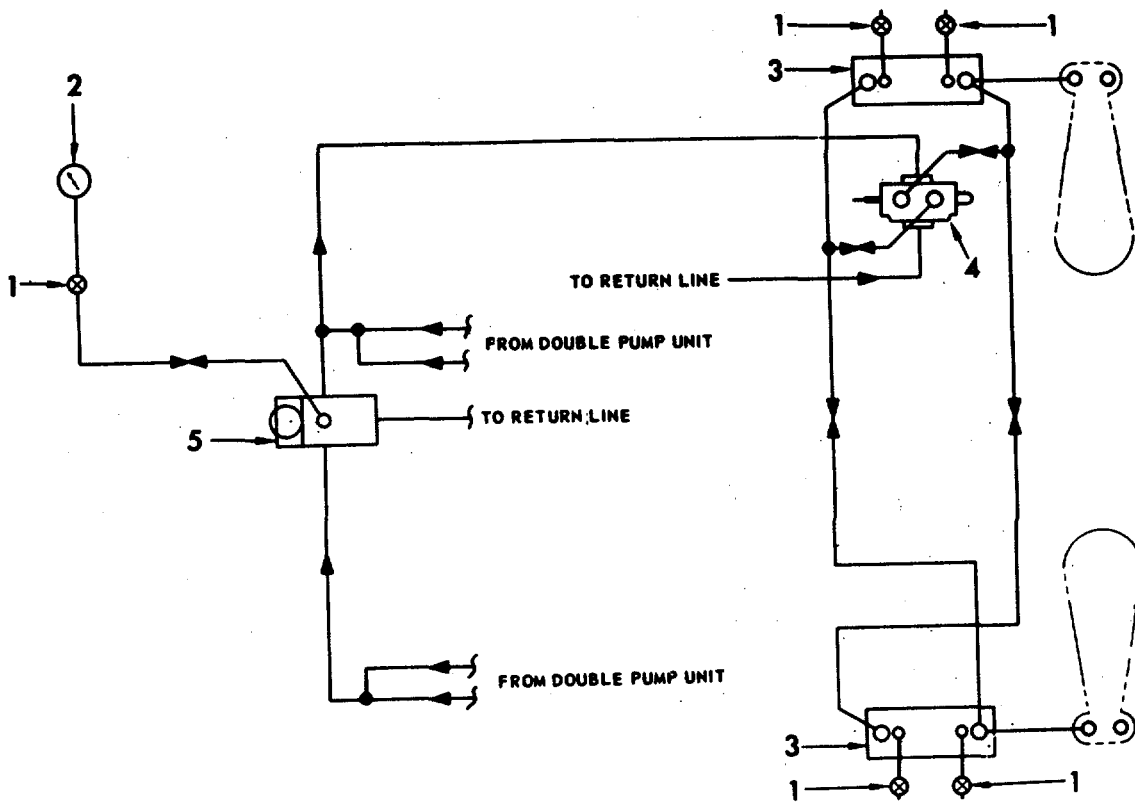 1
1
3
2
4
1
TO RETURN LINE
FROM DOUBLE PUMP UNIT
TO RETURN LINE
5
FROM DOUBLE PUMP UNIT
3
1
1